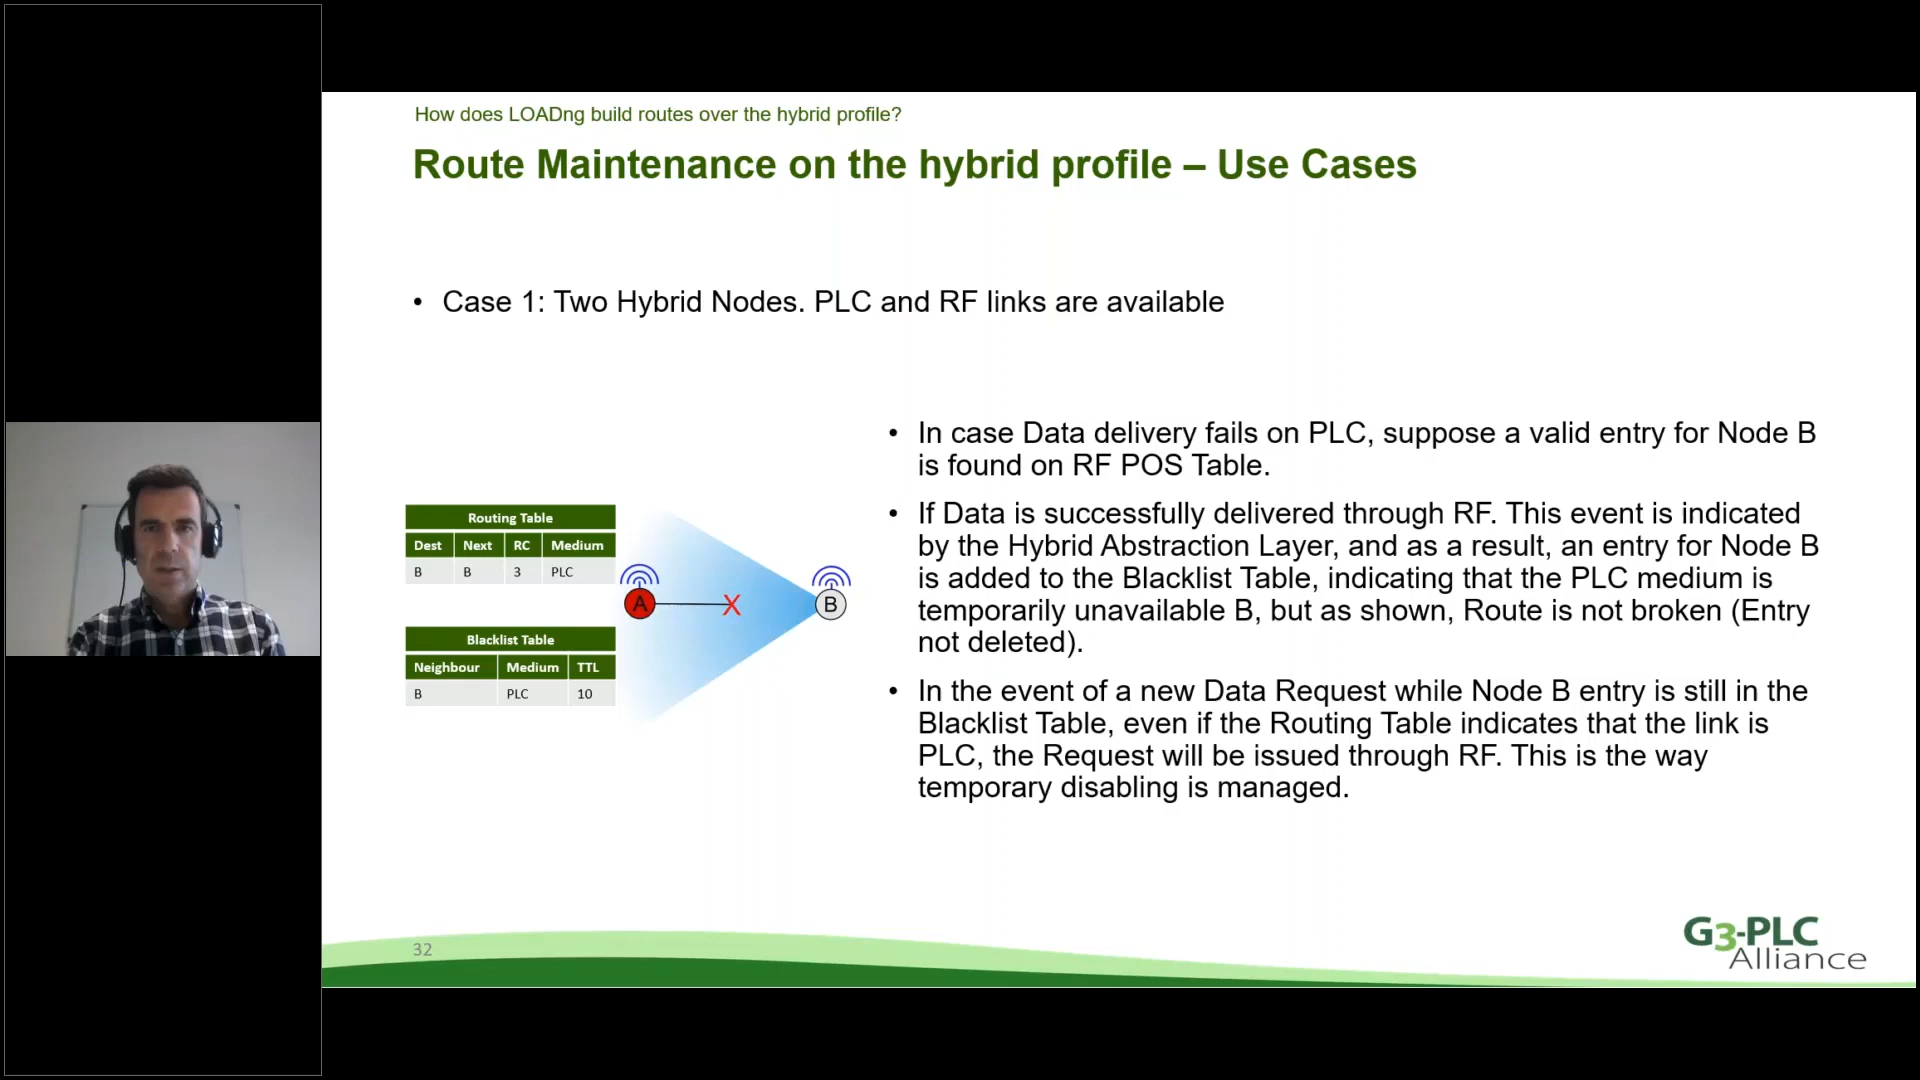 How does LOADng build routes over the hybrid profile?
Route Maintenance on the hybrid profile – Use Cases
• Case 1: Two Hybrid Nodes. PLC and RF links are available
Routing Table
Dest Next RC Medium
B B 3 PLC
Blacklist Table
Neighbour Medium TTL
B PLC 10
A X B
• In case Data delivery fails on PLC, suppose a valid entry for Node B
is found on RF POS Table.
• If Data is successfully delivered through RF. This event is indicated
by the Hybrid Abstraction Layer, and as a result, an entry for Node B
is added to the Blacklist Table, indicating that the PLC medium is
temporarily unavailable B, but as shown, Route is not broken (Entry
not deleted).
• In the event of a new Data Request while Node B entry is still in the
Blacklist Table, even if the Routing Table indicates that the link is
PLC, the Request will be issued through RF. This is the way
temporary disabling is managed.
32
G3-PLC
Alliance